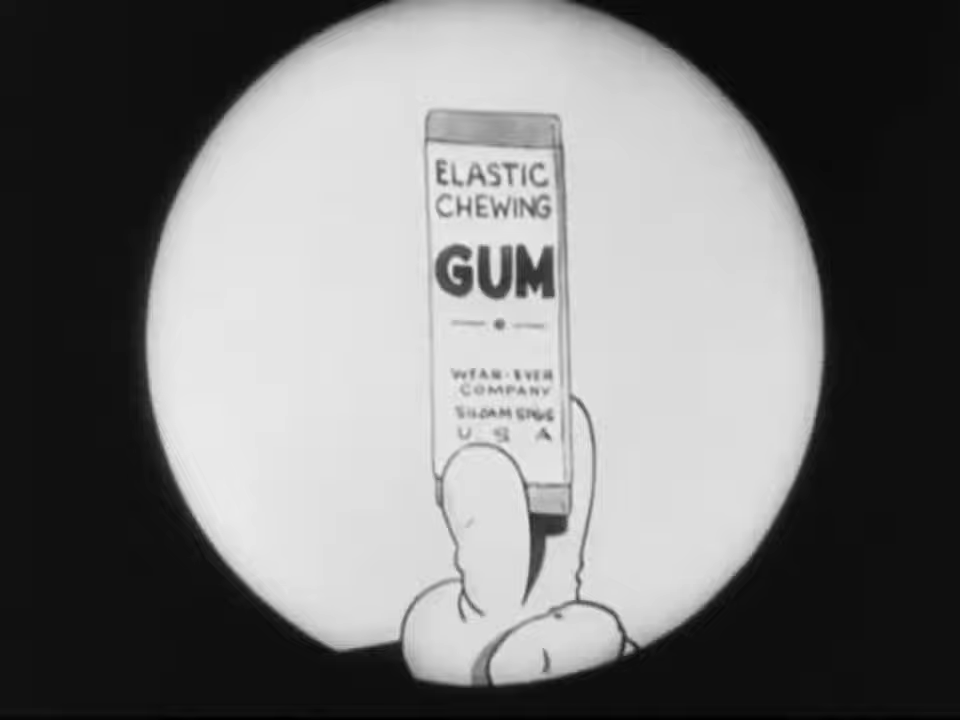 ELASTIC
CHEWING
GUM
WEAR-EVER
COMPANY
U S A